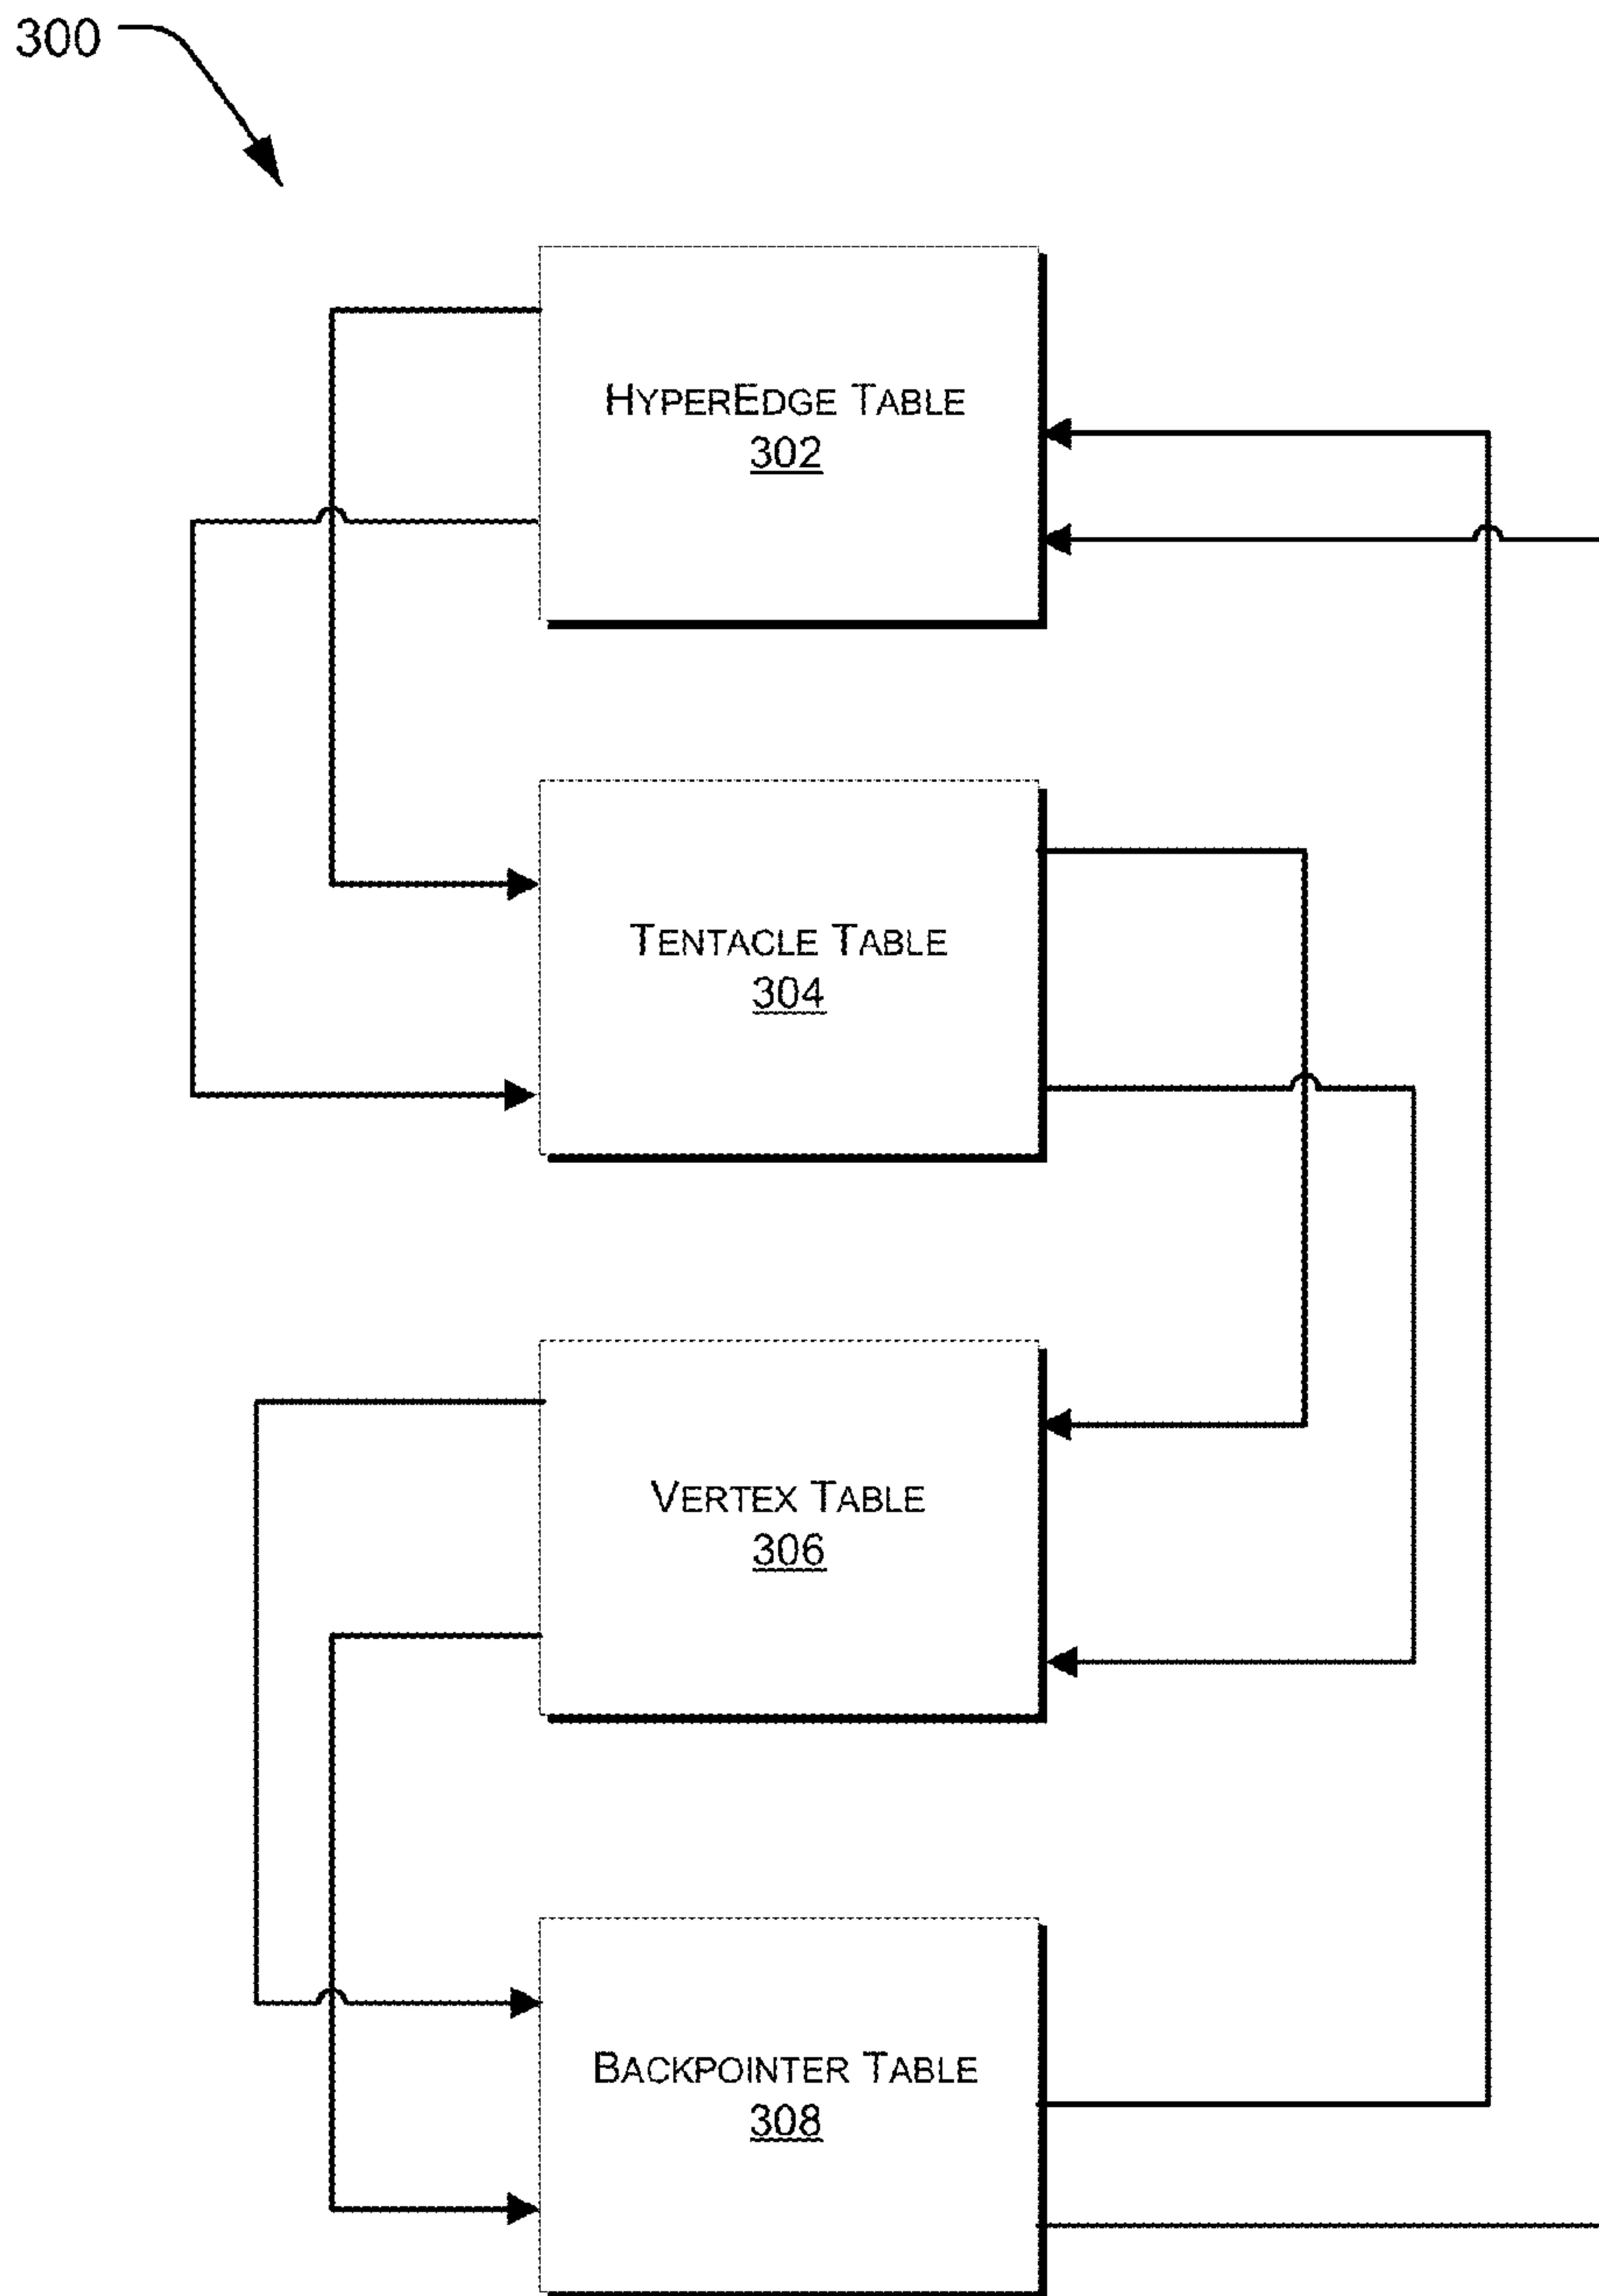 300
HYPEREDGE TABLE
302
TENTACLE TABLE
304
VERTEX TABLE
306
BACKPOINTER TABLE
308